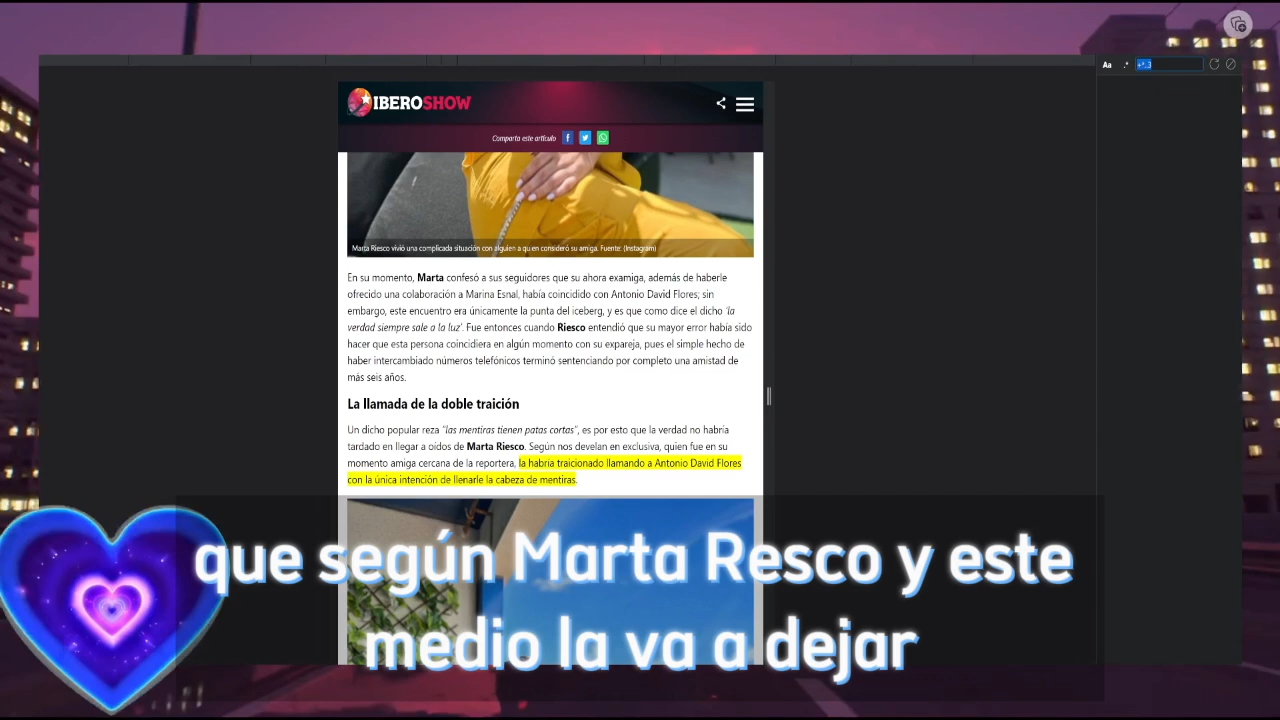 Aa .* +*.3
IBEROSHOW
Comparta este artículo
Marta Riesco vivió una complicada situación con alguien a quien consideró su amiga. Fuente: (Instagram)
En su momento, Marta confesó a sus seguidores que su ahora examiga, además de haberle
ofrecido una colaboración a Marina Esnal, había coincidido con Antonio David Flores; sin
embargo, este encuentro era únicamente la punta del iceberg, y es que como dice el dicho ‘la
verdad siempre sale a la luz’. Fue entonces cuando Riesco entendió que su mayor error había sido
hacer que esta persona coincidiera en algún momento con su expareja, pues el simple hecho de
haber intercambiado números telefónicos terminó sentenciando por completo una amistad de
más seis años.
La llamada de la doble traición
Un dicho popular reza “las mentiras tienen patas cortas”, es por esto que la verdad no habría
tardado en llegar a oídos de Marta Riesco. Según nos develan en exclusiva, quien fue en su
momento amiga cercana de la reportera, la habría traicionado llamando a Antonio David Flores
con la única intención de llenarle la cabeza de mentiras.
que según Marta Resco y este
medio la va a dejar